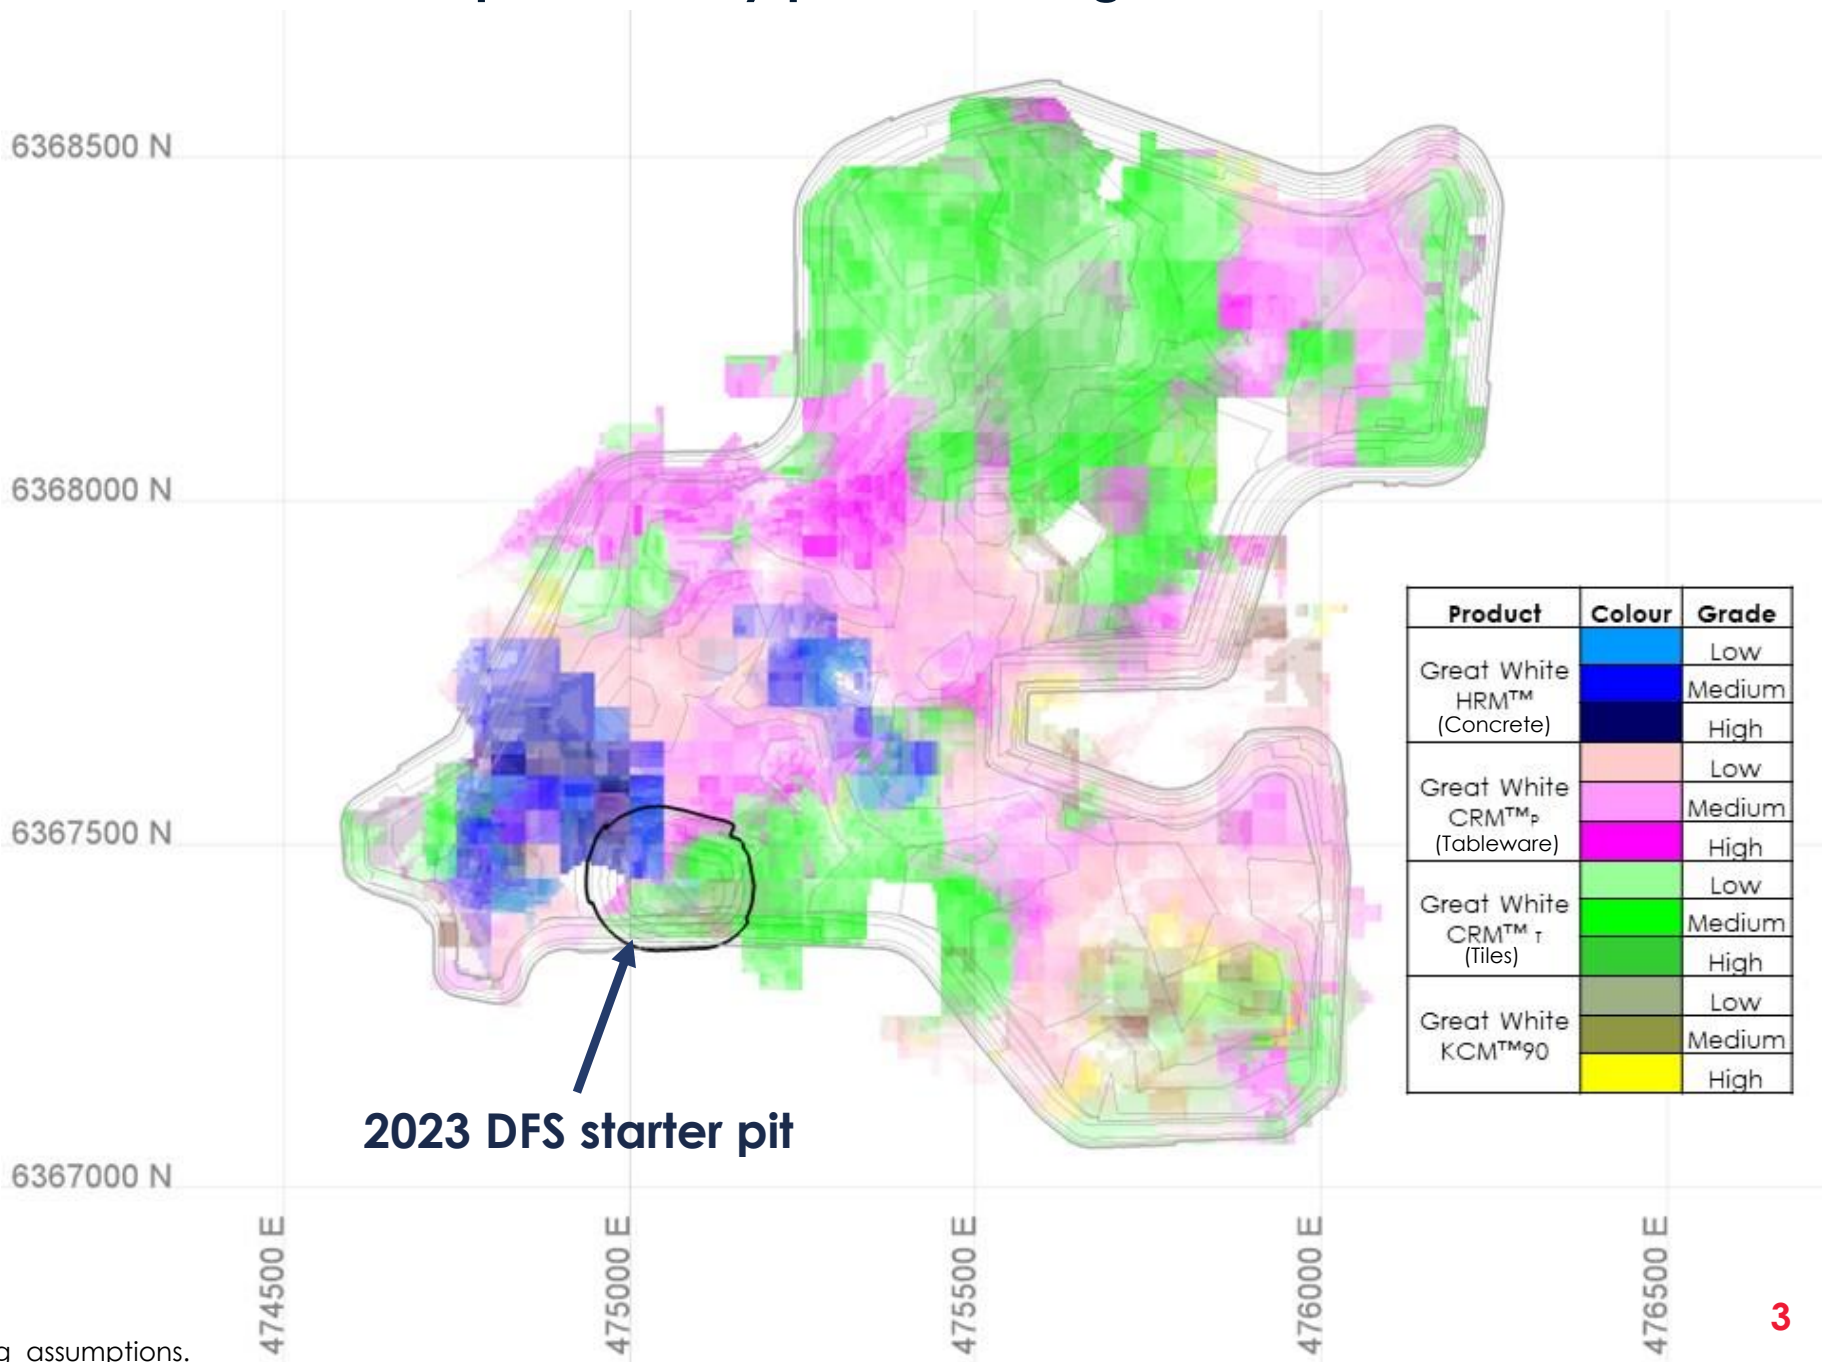 6368500 N
6368000 N
6367500 N
6367000 N
Product Colour Grade
Great White
HRM™
(Concrete)
Low
Medium
High
Great White
CRM™P
(Tableware)
Low
Medium
High
Great White
CRM™ T
(Tiles)
Low
Medium
High
Great White
KCM™90
Low
Medium
High
2023 DFS starter pit
474500 E
475000 E
475500 E
476000 E
476500 E
3
assumptions.